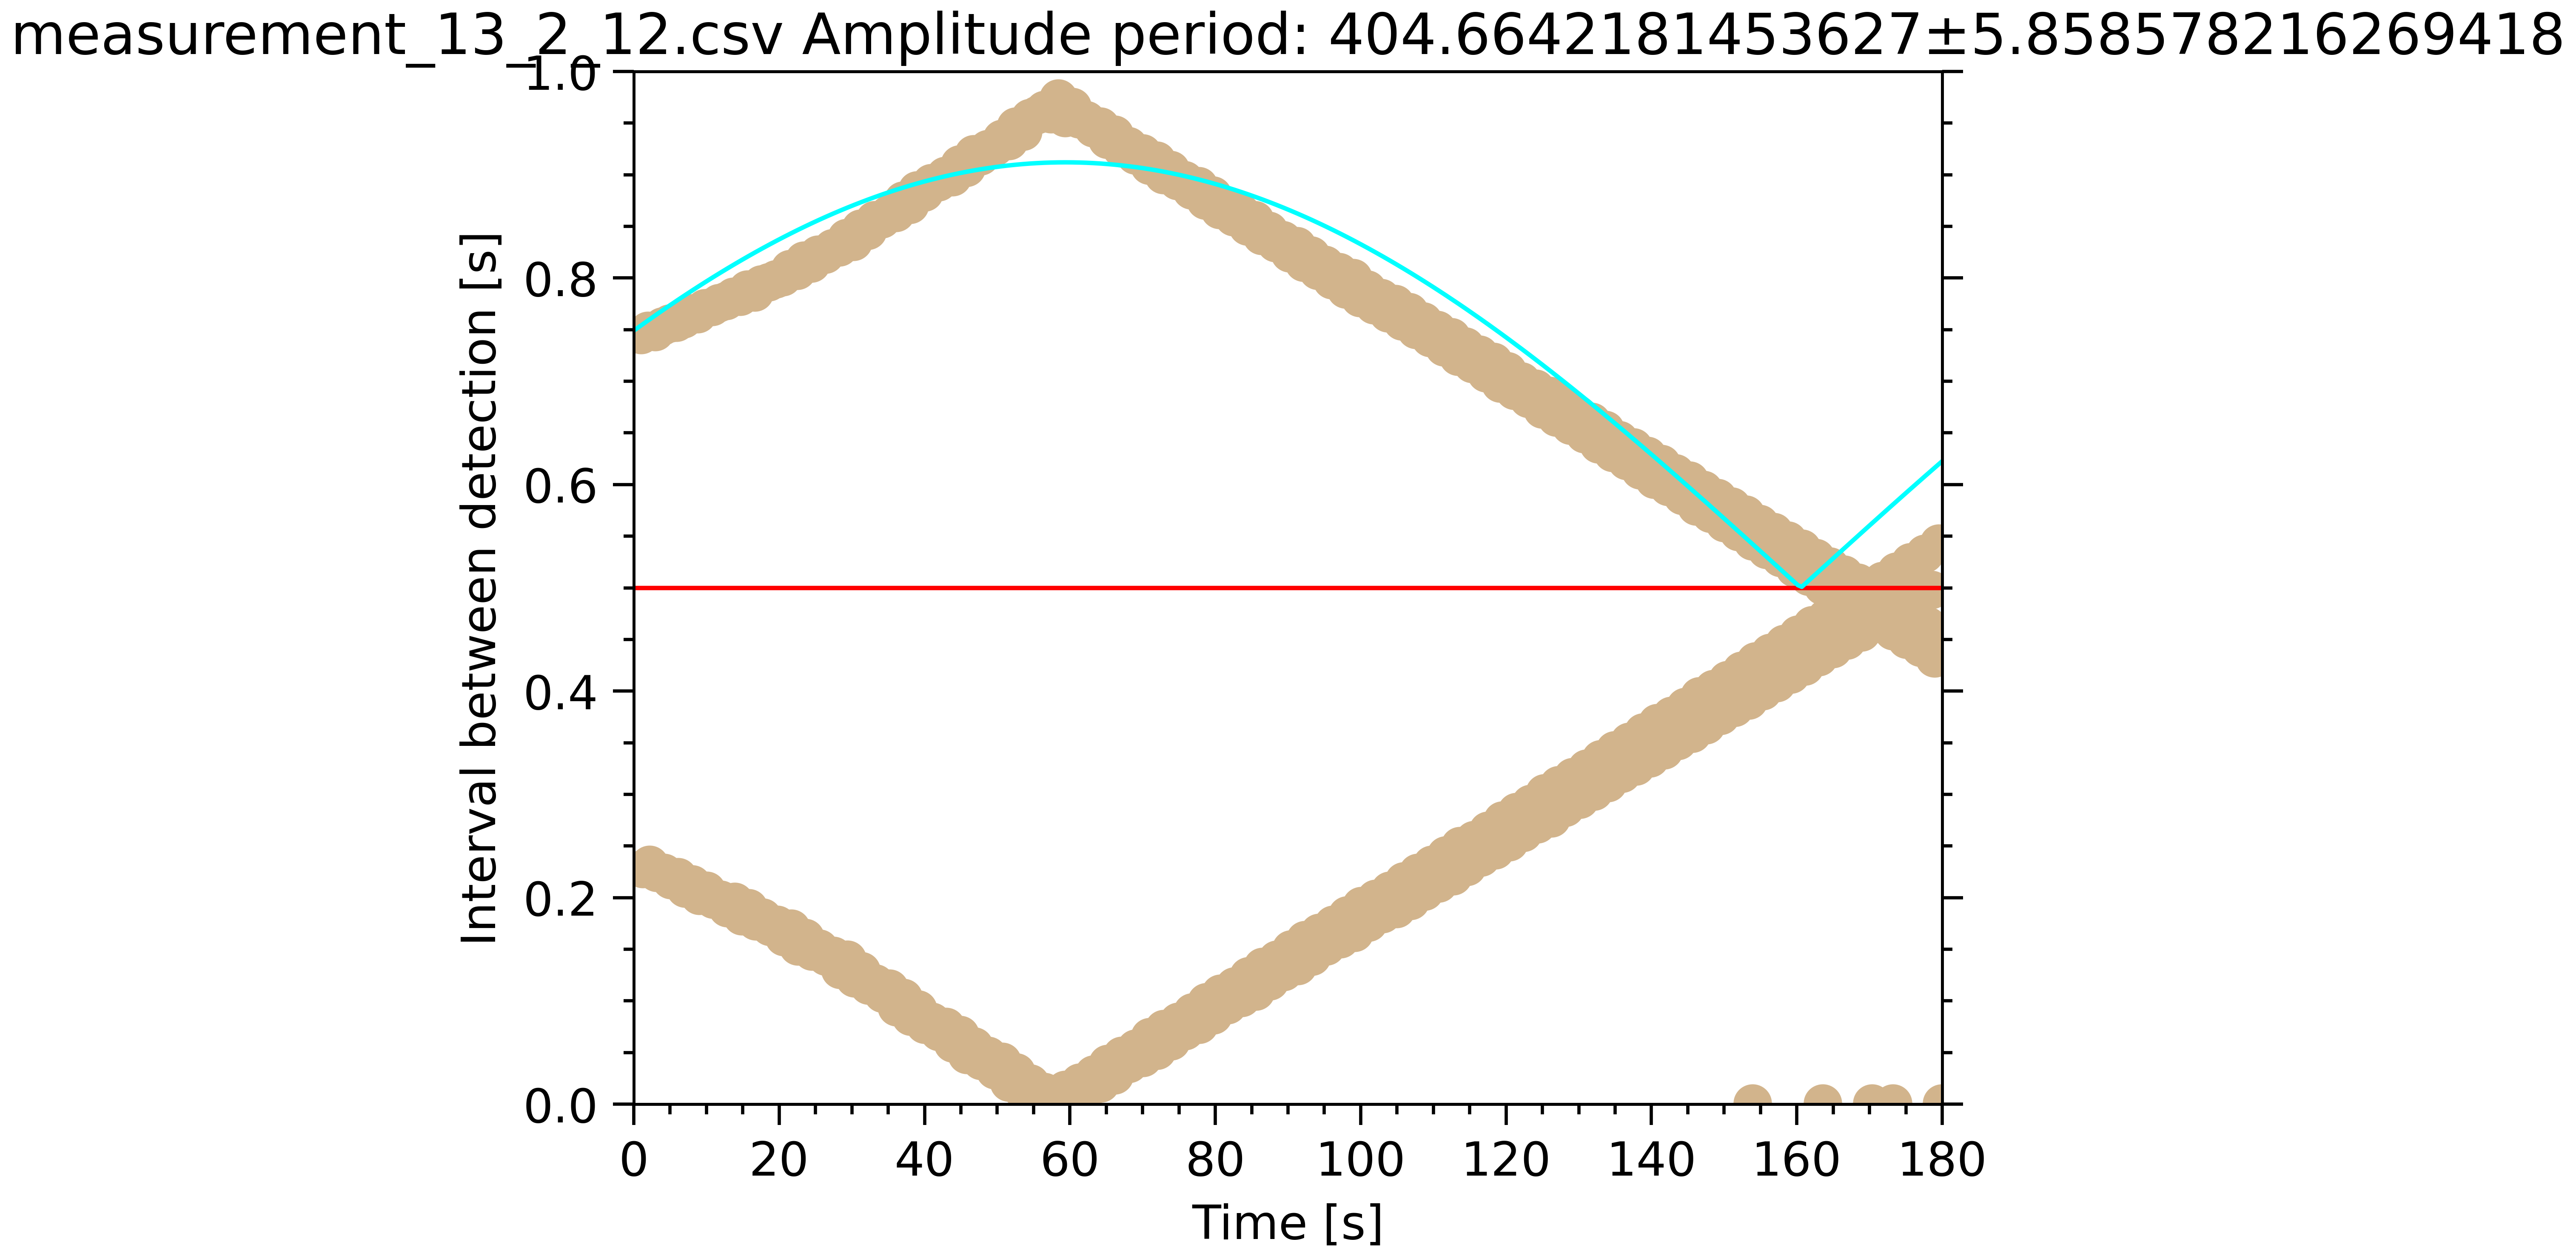 measurement_13_2_12.csv Amplitude period: 404.6642181453627±5.858578216269418
1.0
0.8
0.6
0.4
0.2
0.0
Interval between detection [s]
0 20 40 60 80 100 120 140 160 180
Time [s]